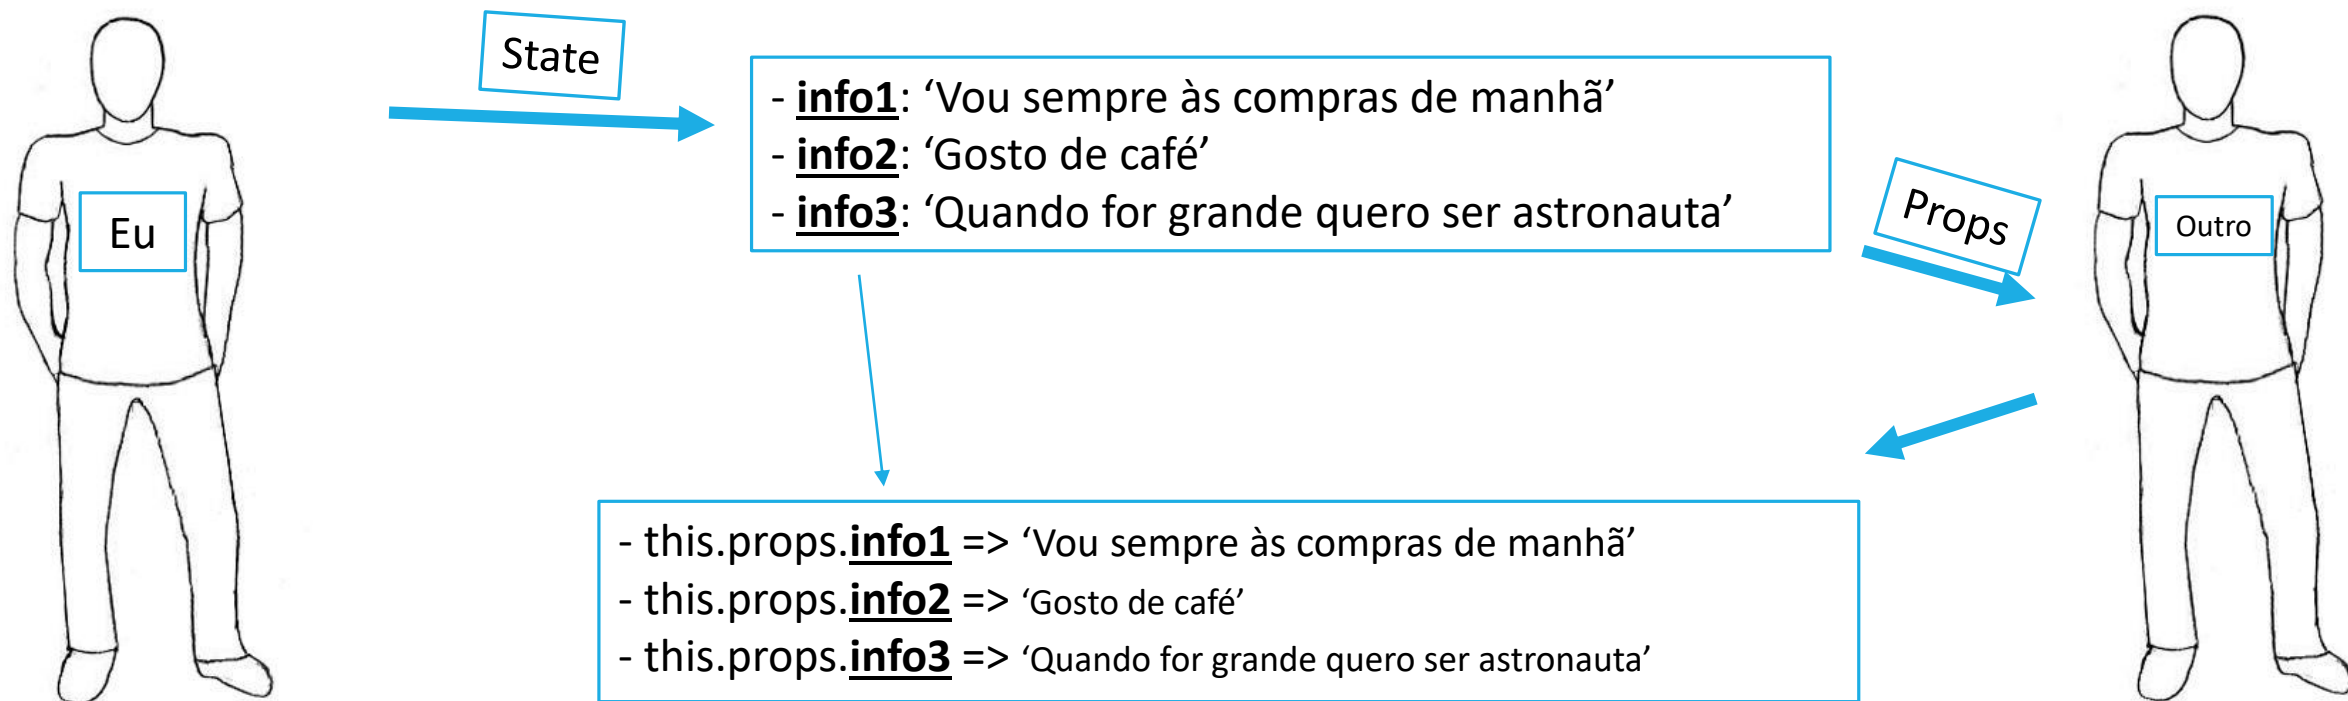 State
- info1: ‘Vou sempre às compras de manhã’
- info2: ‘Gosto de café’
- info3: ‘Quando for grande quero ser astronauta’
Eu
Props
Outro
- this.props.info1 => ‘Vou sempre às compras de manhã’
- this.props.info2 => ‘Gosto de café’
- this.props.info3 => ‘Quando for grande quero ser astronauta’